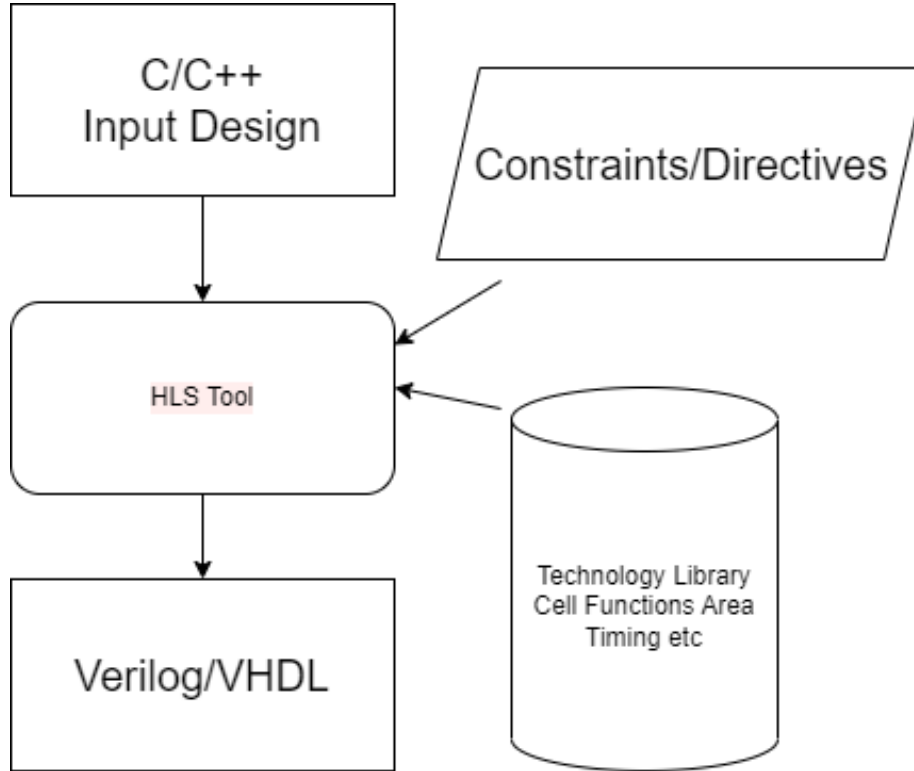 C/C++
Input Design
Constraints/Directives
HLS Tool
Technology Library
Cell Functions Area
Timing etc
Verilog/VHDL